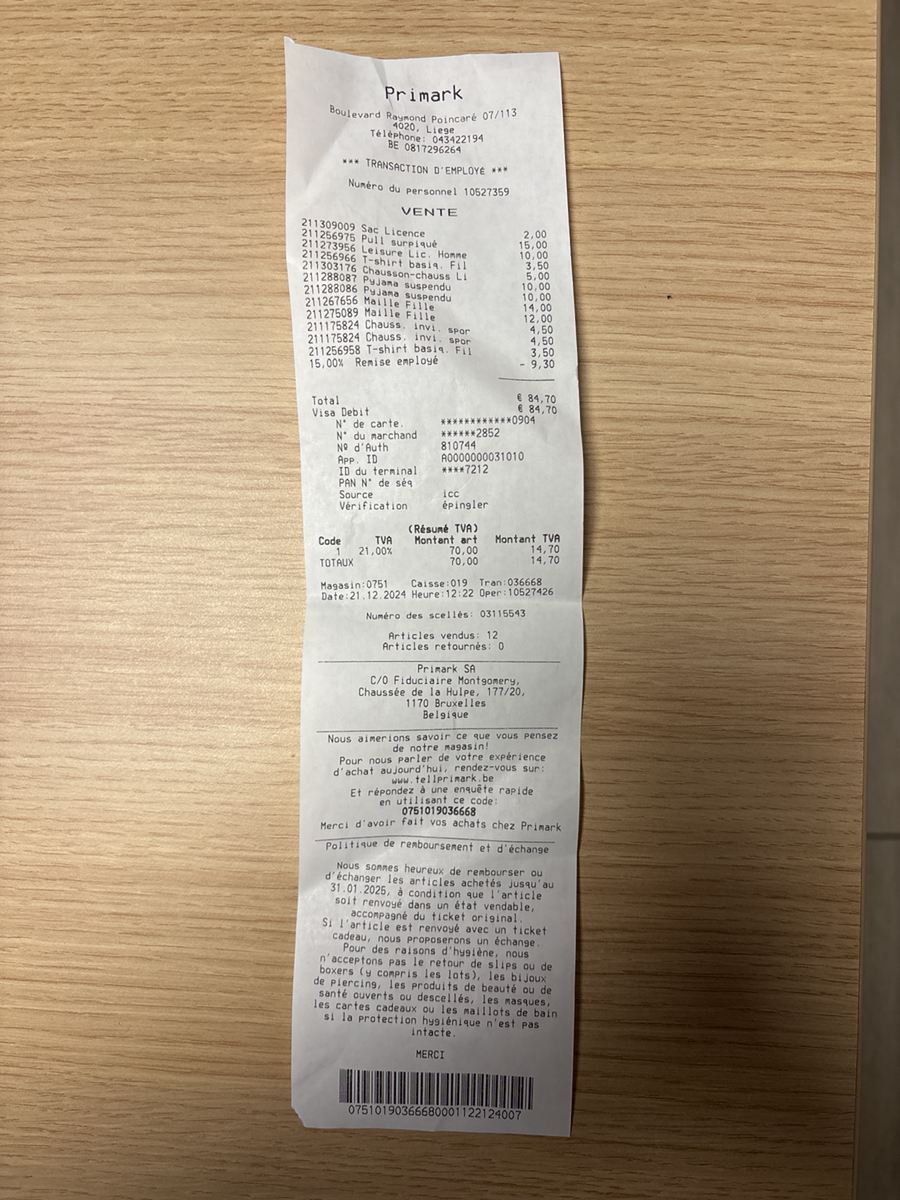 Primark
Boulevard Raymond Poincaré 07/113
4020, Liege
Téléphone: 043422194
BE 0817296264
*** TRANSACTION D'EMPLOYÉ ***
Numéro du personnel 10527359
VENTE
211309009 Sac Licence 2,00
211256975 Pull surpiqué 15,00
211273956 Leisure Lic. Homme 10,00
211256966 T-shirt basiq. Fil 3,50
211303176 Chausson-chauss Li 5,00
211288087 Pyjama suspendu 10,00
211288086 Pyjama suspendu 10,00
211267656 Maille Fille 14,00
211275089 Maille Fille 12,00
211175824 Chauss. invi. spor 4,50
211175824 Chauss. invi. spor 4,50
211256958 T-shirt basiq. Fil 3,50
15,00% Remise employé - 9,30
Total € 84,70
Visa Debit € 84,70
N° de carte. ************0904
N° du marchand ******2852
Nº d'Auth 810744
App. ID A0000000031010
ID du terminal ****7212
PAN N° de séq
Source icc
Vérification épingler
(Résumé TVA)
Code TVA Montant art Montant TVA
1 21,00% 70,00 14,70
TOTAUX 70,00 14,70
Magasin:0751 Caisse:019 Tran:036668
Date:21.12.2024 Heure:12:22 Oper:10527426
Numéro des scellés: 03115543
Articles vendus: 12
Articles retournés: 0
Primark SA
C/O Fiduciaire Montgomery,
Chaussée de la Hulpe, 177/20,
1170 Bruxelles
Belgique
Nous aimerions savoir ce que vous pensez
de notre magasin!
Pour nous parler de votre expérience
d'achat aujourd'hui, rendez-vous sur:
www.tellprimark.be
Et répondez à une enquête rapide
en utilisant ce code:
0751019036668
Merci d'avoir fait vos achats chez Primark
Politique de remboursement et d'échange
Nous sommes heureux de rembourser ou
d'échanger les articles achetés jusqu'au
31.01.2025, à condition que l'article
soit renvoyé dans un état vendable,
accompagné du ticket original.
Si l'article est renvoyé avec un ticket
cadeau, nous proposerons un échange.
Pour des raisons d'hygiène, nous
n'acceptons pas le retour de slips ou de
boxers (y compris les lots), les bijoux
de piercing, les produits de beauté ou de
santé ouverts ou descellés, les masques,
les cartes cadeaux ou les maillots de bain
si la protection hygiénique n'est pas
intacte.
MERCI
07510190366680001122124007